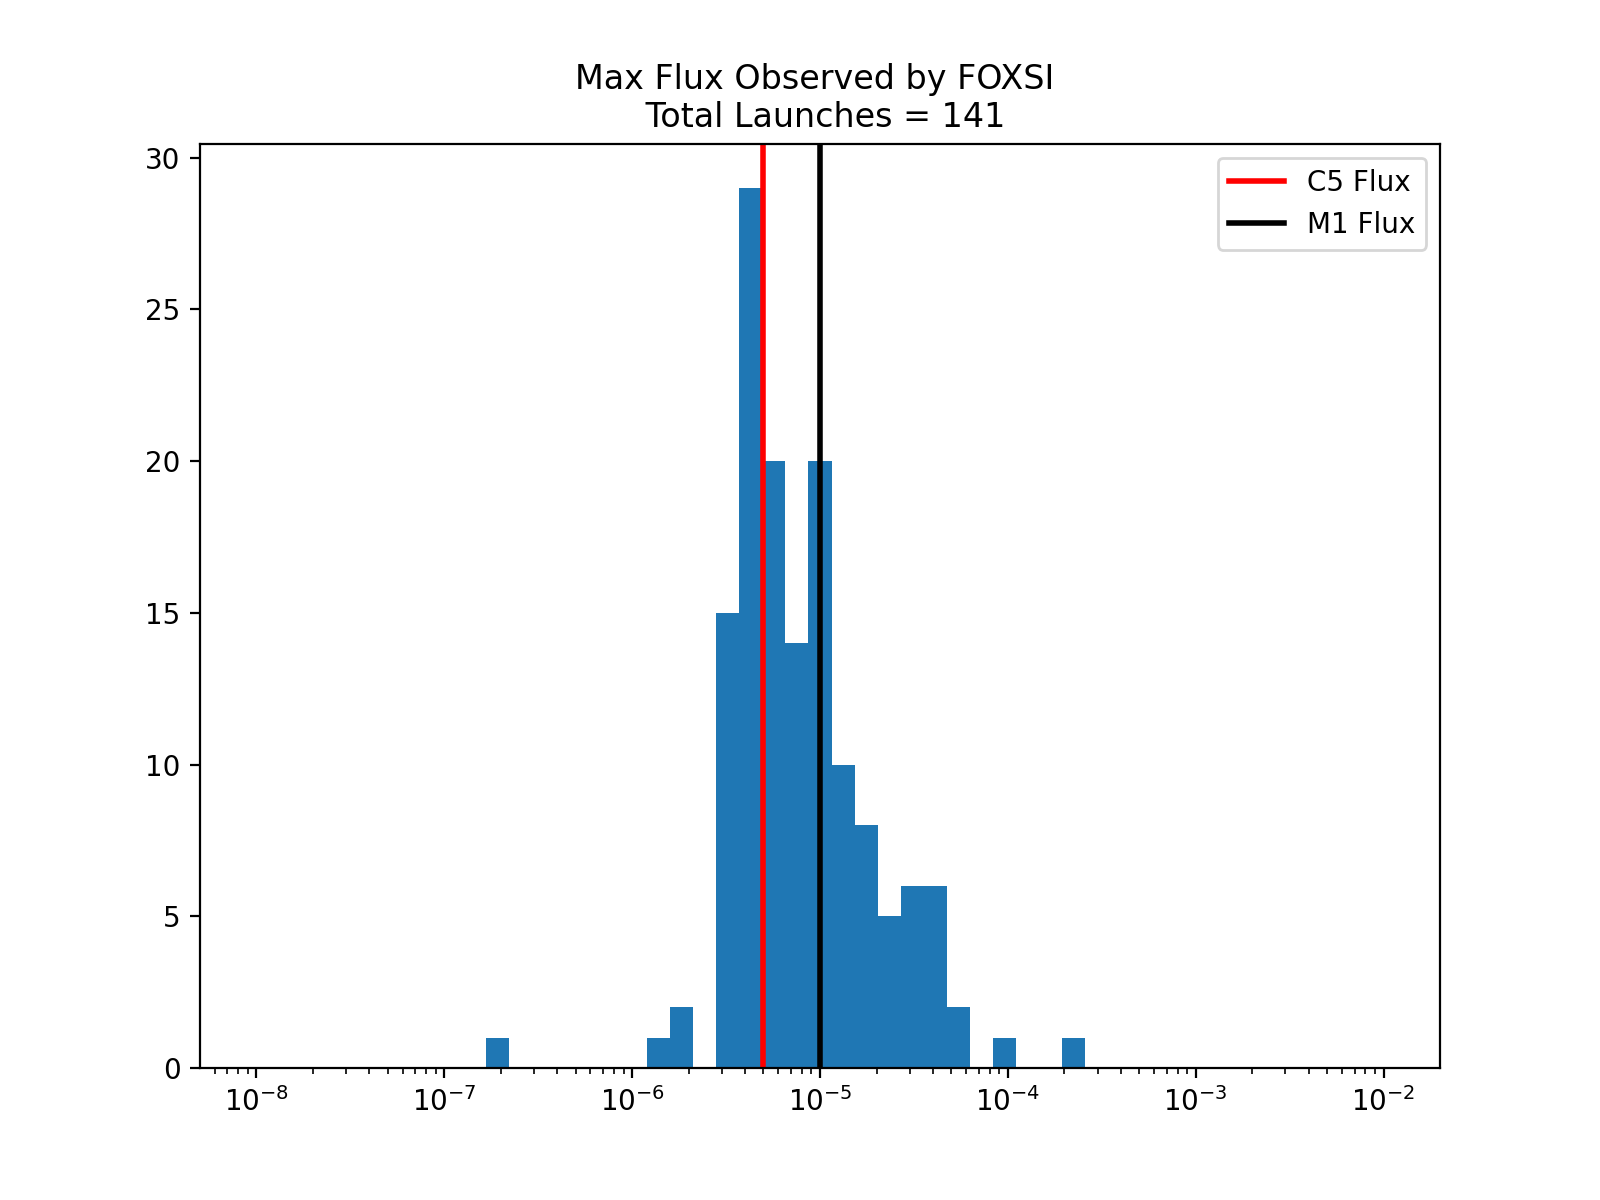 Max Flux Observed by FOXSI
Total Launches = 141
C5 Flux
M1 Flux
30
25
20
15
10
5
0
10⁻⁸ 10⁻⁷ 10⁻⁶ 10⁻⁵ 10⁻⁴ 10⁻³ 10⁻²